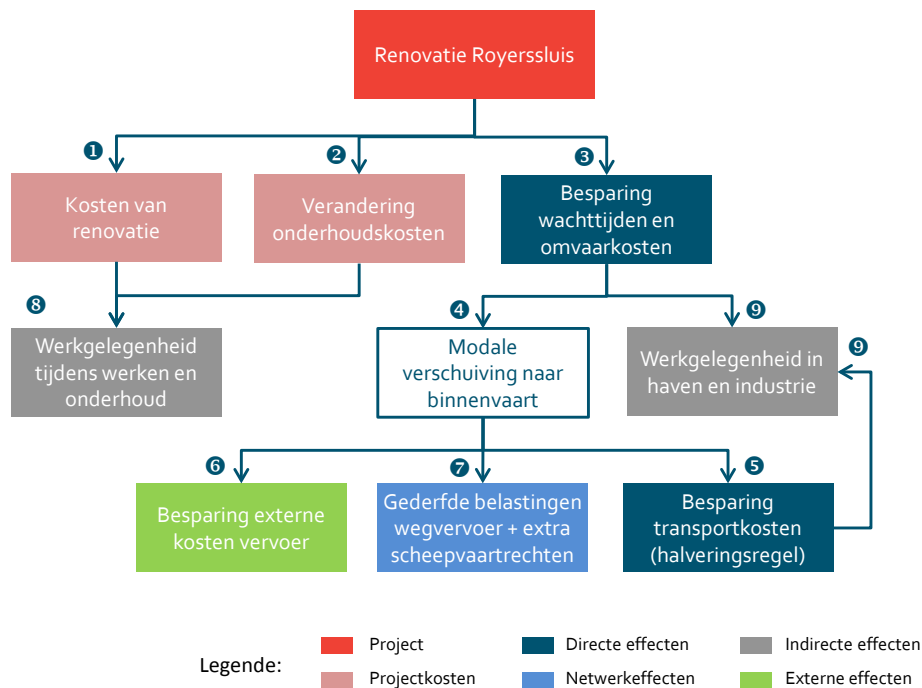 Renovatie Royerssluis
❶
❷
❸
Kosten van
renovatie
Verandering
onderhoudskosten
Besparing
wachttijden en
omvaarkosten
❽
❹
❾
Werkgelegenheid
tijdens werken en
onderhoud
Modale
verschuiving naar
binnenvaart
Werkgelegenheid in
haven en industrie
❾
❻
❼
❺
Besparing externe
kosten vervoer
Gederfde belastingen
wegvervoer + extra
scheepvaartrechten
Besparing
transportkosten
(halveringsregel)
Legende:
Project
Directe effecten
Indirecte effecten
Projectkosten
Netwerkeffecten
Externe effecten